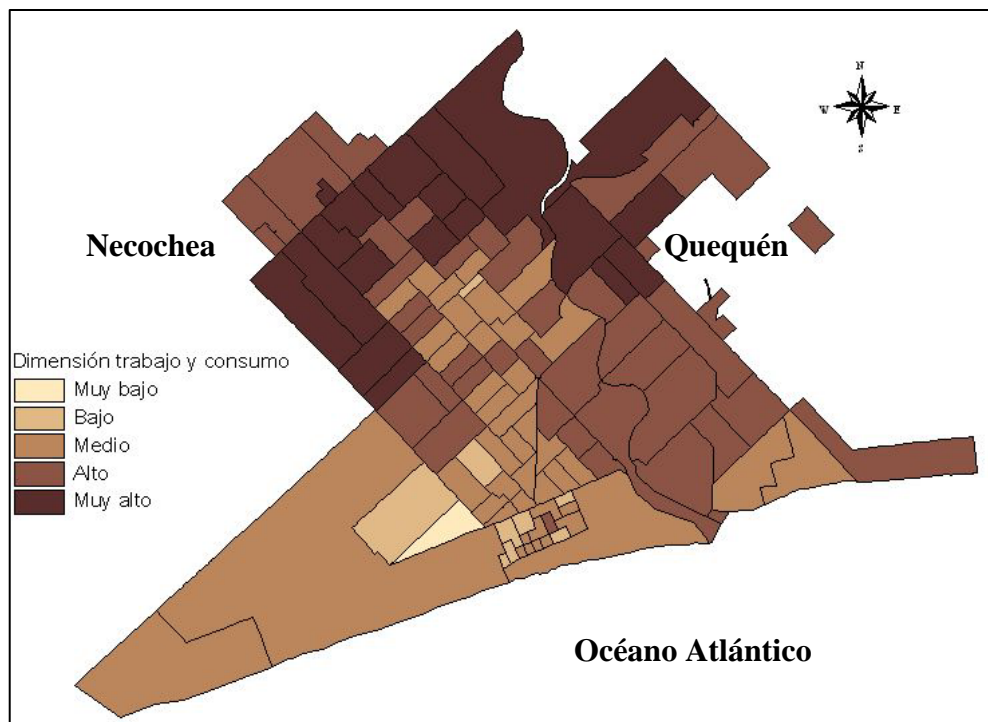 N
W E
S
Necochea
Quequén
Dimensión trabajo y consumo
Muy bajo
Bajo
Medio
Alto
Muy alto
Océano Atlántico